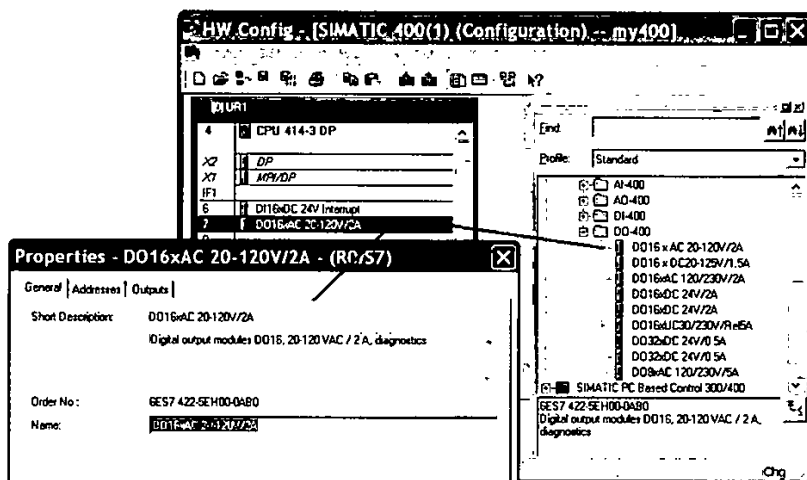 HW Config - [SIMATIC 400(1) (Configuration) -- my400]
(0) UR1
4 CPU 414-3 DP
X2 DP
X1 MPI/DP
IF1
6 DI16xDC 24V Interrupt
7 DO16xAC 20-120V/2A
Find:
Profile: Standard
AI-400
AO-400
DI-400
DO-400
DO16 x AC 20-120V/2A
DO16 x DC20-125V/1.5A
DO16xAC 120/230V/2A
DO16xDC 24V/2A
DO16xDC 24V/2A
DO16xUC30/230V/Rel5A
DO32xDC 24V/0.5A
DO32xDC 24V/0.5A
DO8xAC 120/230V/5A
SIMATIC PC Based Control 300/400
6ES7 422-5EH00-0AB0
Digital output modules DO16, 20-120 VAC / 2 A,
diagnostics
Chg
Properties - DO16xAC 20-120V/2A - (R0/S7)
General Addresses Outputs
Short Description: DO16xAC 20-120V/2A
Digital output modules DO16, 20-120 VAC / 2 A, diagnostics
Order No.: 6ES7 422-5EH00-0AB0
Name: DO16xAC 20-120V/2A